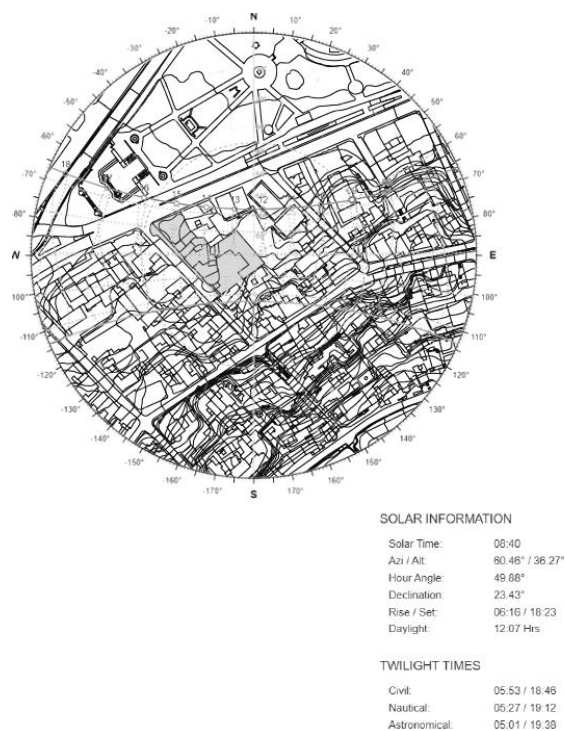 N
-10° 10°
-20° 20°
-30° 30°
-40° 40°
-50° 50°
-60° 60°
-70° 18 70°
15
-80° 13 12 80°
E
-100° 100°
-110° 110°
-120° 120°
-130° 130°
140°
-150° 150°
-160° 160°
-170° 170°
S
SOLAR INFORMATION
Solar Time: 08:40
Azi / Alt: 60.46° / 36.27°
Hour Angle: 49.88°
Declination: 23.43°
Rise / Set: 06:16 / 18:23
Daylight: 12:07 Hrs
TWILIGHT TIMES
Civil: 05:53 / 18:46
Nautical: 05:27 / 19:12
Astronomical: 05:01 / 19:38